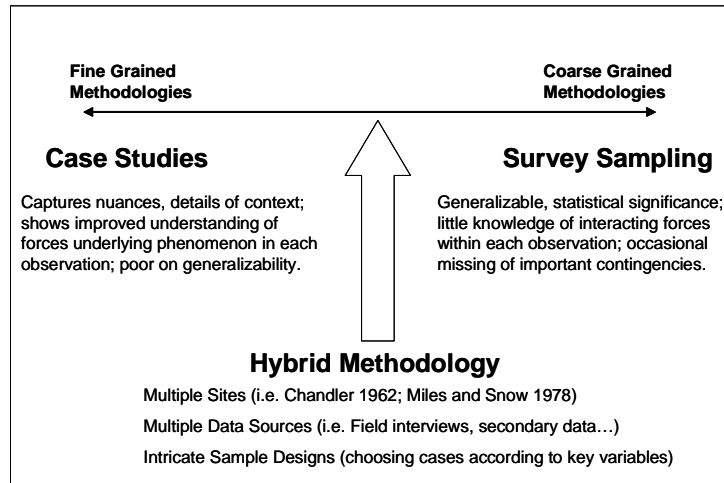 Fine Grained
Methodologies
Coarse Grained
Methodologies
Case Studies
Captures nuances, details of context;
shows improved understanding of
forces underlying phenomenon in each
observation; poor on generalizability.
Survey Sampling
Generalizable, statistical significance;
little knowledge of interacting forces
within each observation; occasional
missing of important contingencies.
Hybrid Methodology
Multiple Sites (i.e. Chandler 1962; Miles and Snow 1978)
Multiple Data Sources (i.e. Field interviews, secondary data…)
Intricate Sample Designs (choosing cases according to key variables)